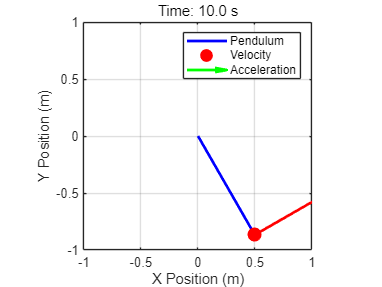 Time: 10.0 s
Pendulum
Velocity
Acceleration
1
0.5
0
-0.5
-1
Y Position (m)
-1 -0.5 0 0.5 1
X Position (m)